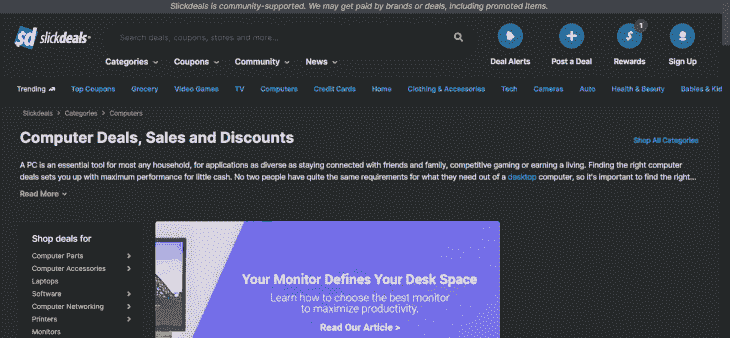 Slickdeals is community-supported. We may get paid by brands or deals, including promoted items.
sd slickdeals
Search deals, coupons, stores and more...
1
Deal Alerts Post a Deal Rewards Sign Up
Categories Coupons Community News
Trending Top Coupons Grocery Video Games TV Computers Credit Cards Home Clothing & Accessories Tech Cameras Auto Health & Beauty Babies & Kid
Slickdeals > Categories > Computers
Computer Deals, Sales and Discounts
Shop All Categories
A PC is an essential tool for most any household, for applications as diverse as staying connected with friends and family, competitive gaming or earning a living. Finding the right computer
deals sets you up with maximum performance for little cash. No two people have quite the same requirements for what they need out of a desktop computer, so it's important to find the right...
Read More
Shop deals for
Computer Parts
Computer Accessories
Laptops
Software
Computer Networking
Printers
Monitors
Your Monitor Defines Your Desk Space
Learn how to choose the best monitor
to maximize productivity.
Read Our Article >